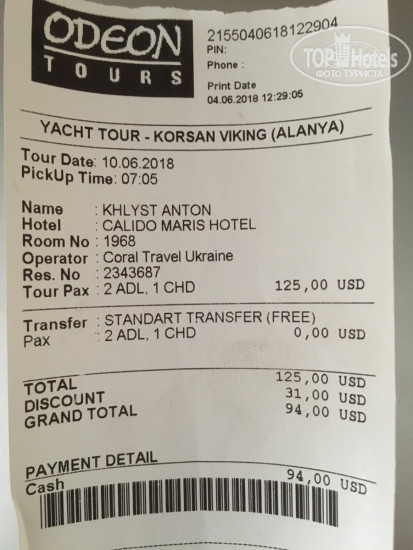 ODEON
TOURS
2155040618122904
PIN:
Phone :
Print Date
04.06.2018 12:29:05
TOPHotels
ФОТО ТУРИСТА
YACHT TOUR - KORSAN VIKING (ALANYA)
Tour Date: 10.06.2018
PickUp Time: 07:05
Name : KHLYST ANTON
Hotel : CALIDO MARIS HOTEL
Room No : 1968
Operator : Coral Travel Ukraine
Res. No : 2343687
Tour Pax : 2 ADL, 1 CHD 125,00 USD
Transfer : STANDART TRANSFER (FREE)
Pax : 2 ADL, 1 CHD 0,00 USD
TOTAL 125,00 USD
DISCOUNT 31,00 USD
GRAND TOTAL 94,00 USD
PAYMENT DETAIL
Cash 94,00 USD